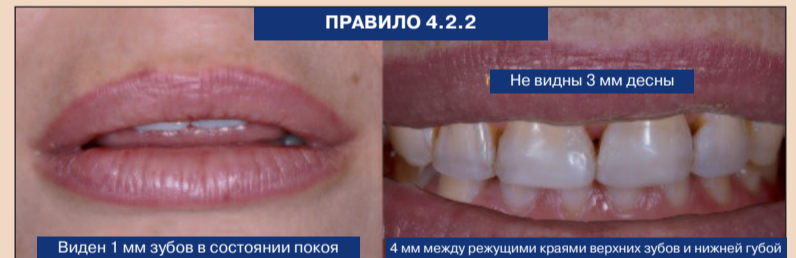 ПРАВИЛО 4.2.2
Не видны 3 мм десны
Виден 1 мм зубов в состоянии покоя
4 мм между режущими краями верхних зубов и нижней губой